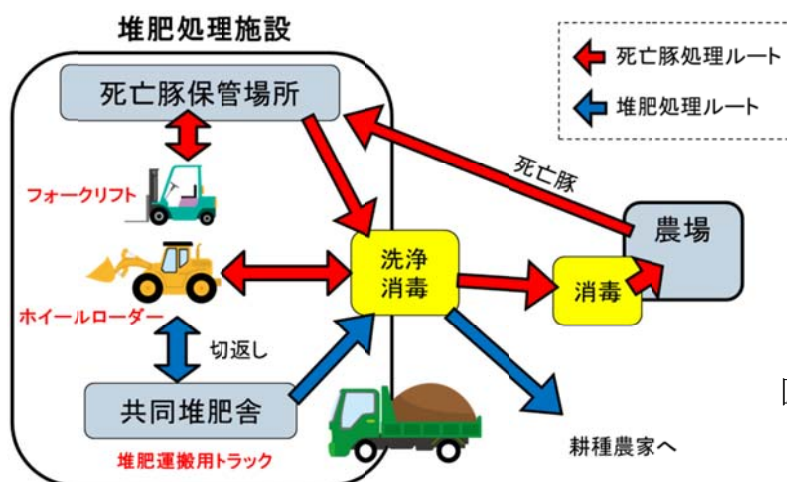 堆肥処理施設
死亡豚処理ルート
堆肥処理ルート
死亡豚保管場所
死亡豚
フォークリフト
農場
洗浄
消毒
消毒
ホイールローダー
切返し
共同堆肥舎
堆肥運搬用トラック
耕種農家へ